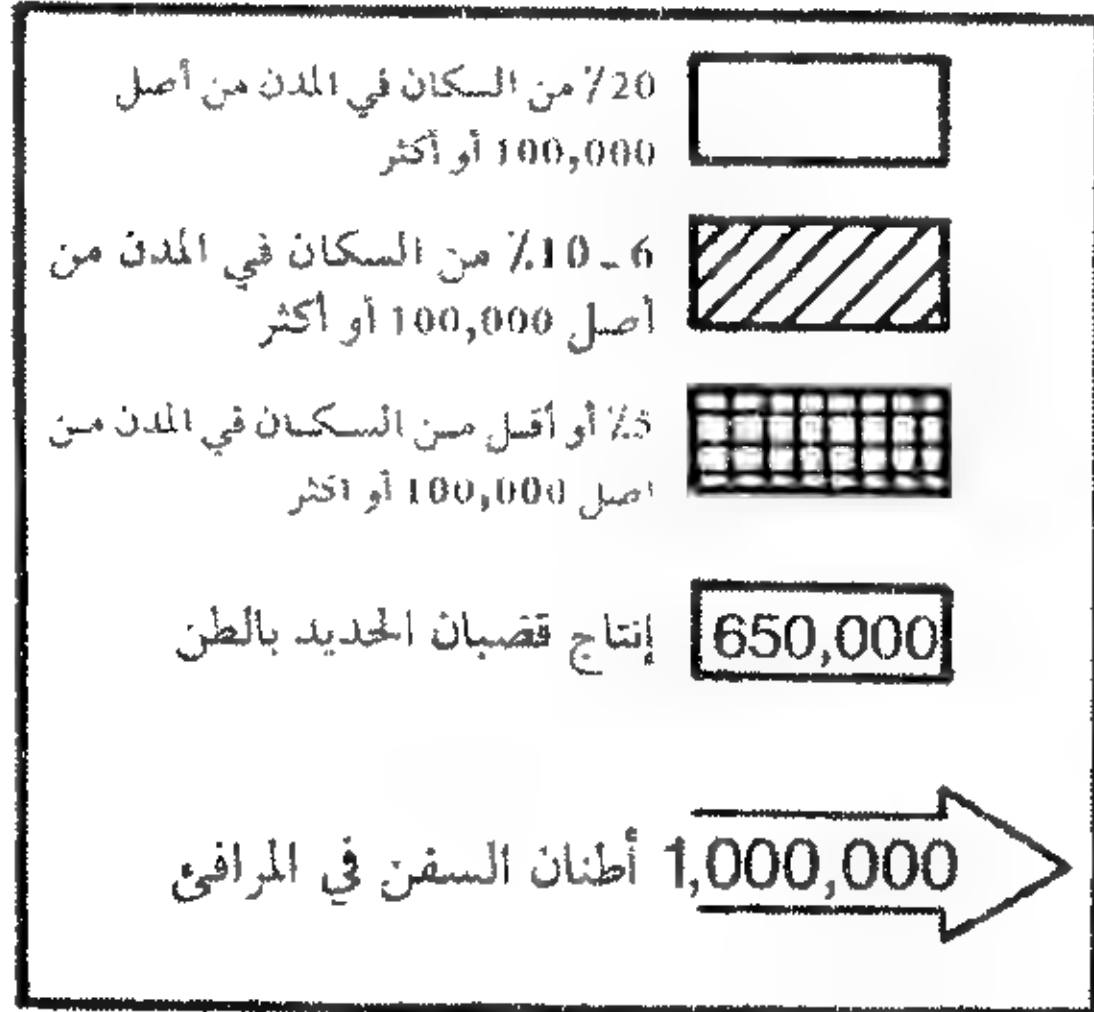 20٪ من السكان في المدن من أصل
100,000 أو أكثر
6 ـ 10٪ من السكان في المدن من
أصل 100,000 أو أكثر
5٪ أو أقل من السكان في المدن من
اصل 100,000 أو اكثر
إنتاج قضبان الحديد بالطن 650,000
1,000,000 أطنان السفن في المرافئ